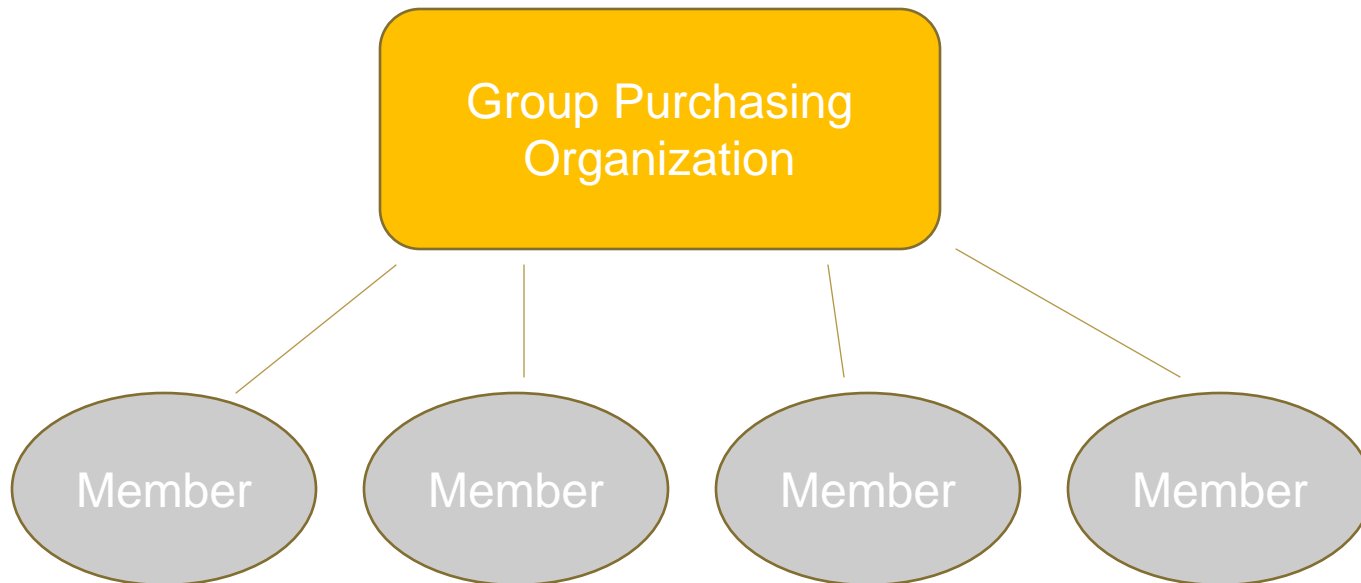 Group Purchasing
Organization
Member
Member
Member
Member